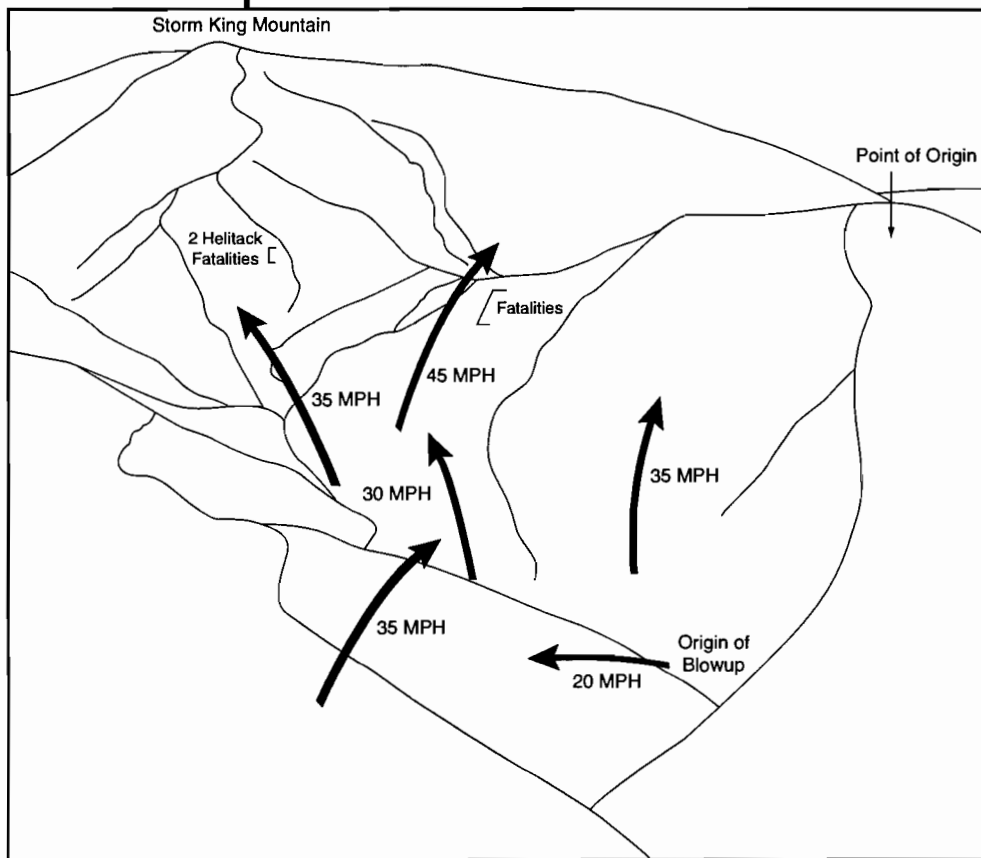 Storm King Mountain
Point of Origin
2 Helitack
Fatalities
Fatalities
45 MPH
35 MPH
35 MPH
30 MPH
35 MPH
Origin of
Blowup
20 MPH